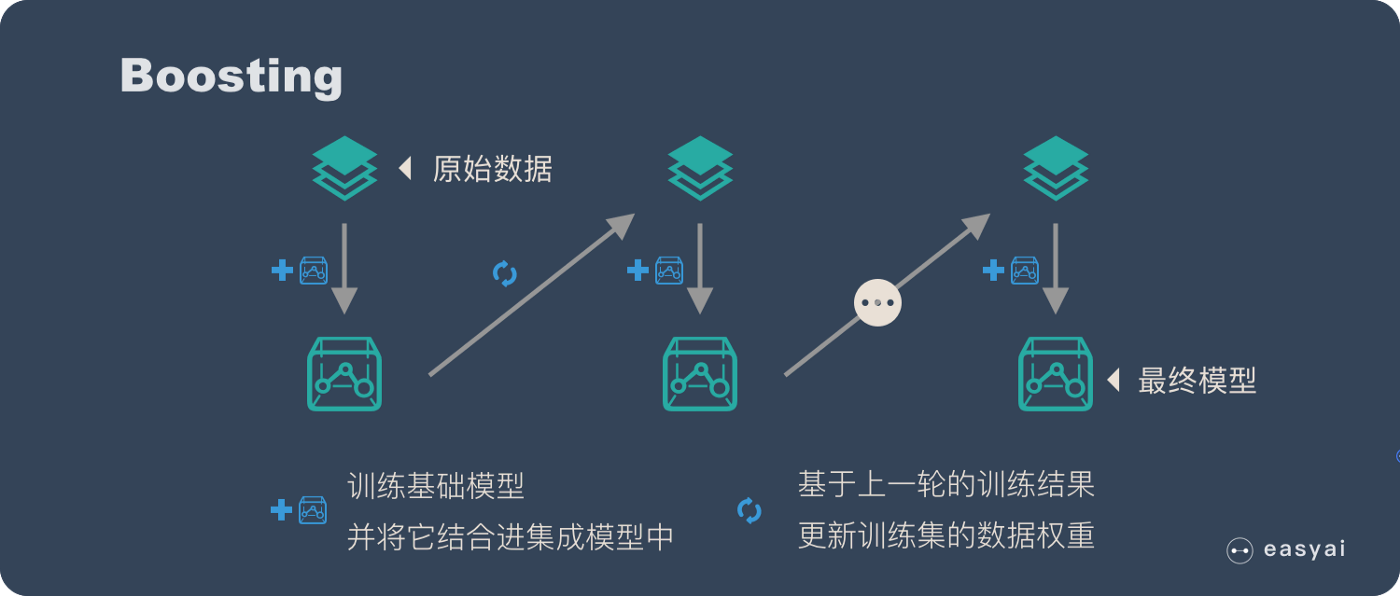 Boosting
原始数据
最终模型
训练基础模型
并将它结合进集成模型中
基于上一轮的训练结果
更新训练集的数据权重
easyai